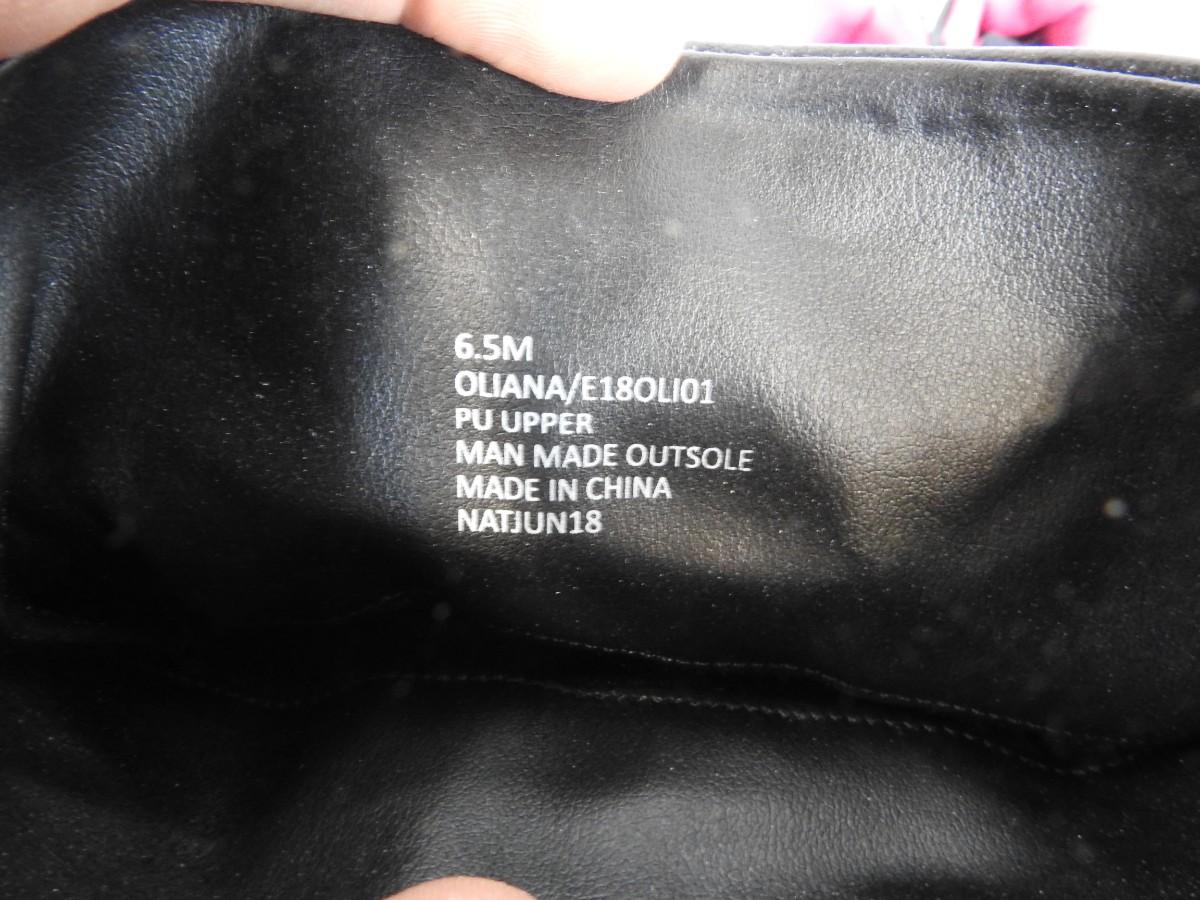 6.5M
OLIANA/E18OLI01
PU UPPER
MAN MADE OUTSOLE
MADE IN CHINA
NATJUN18